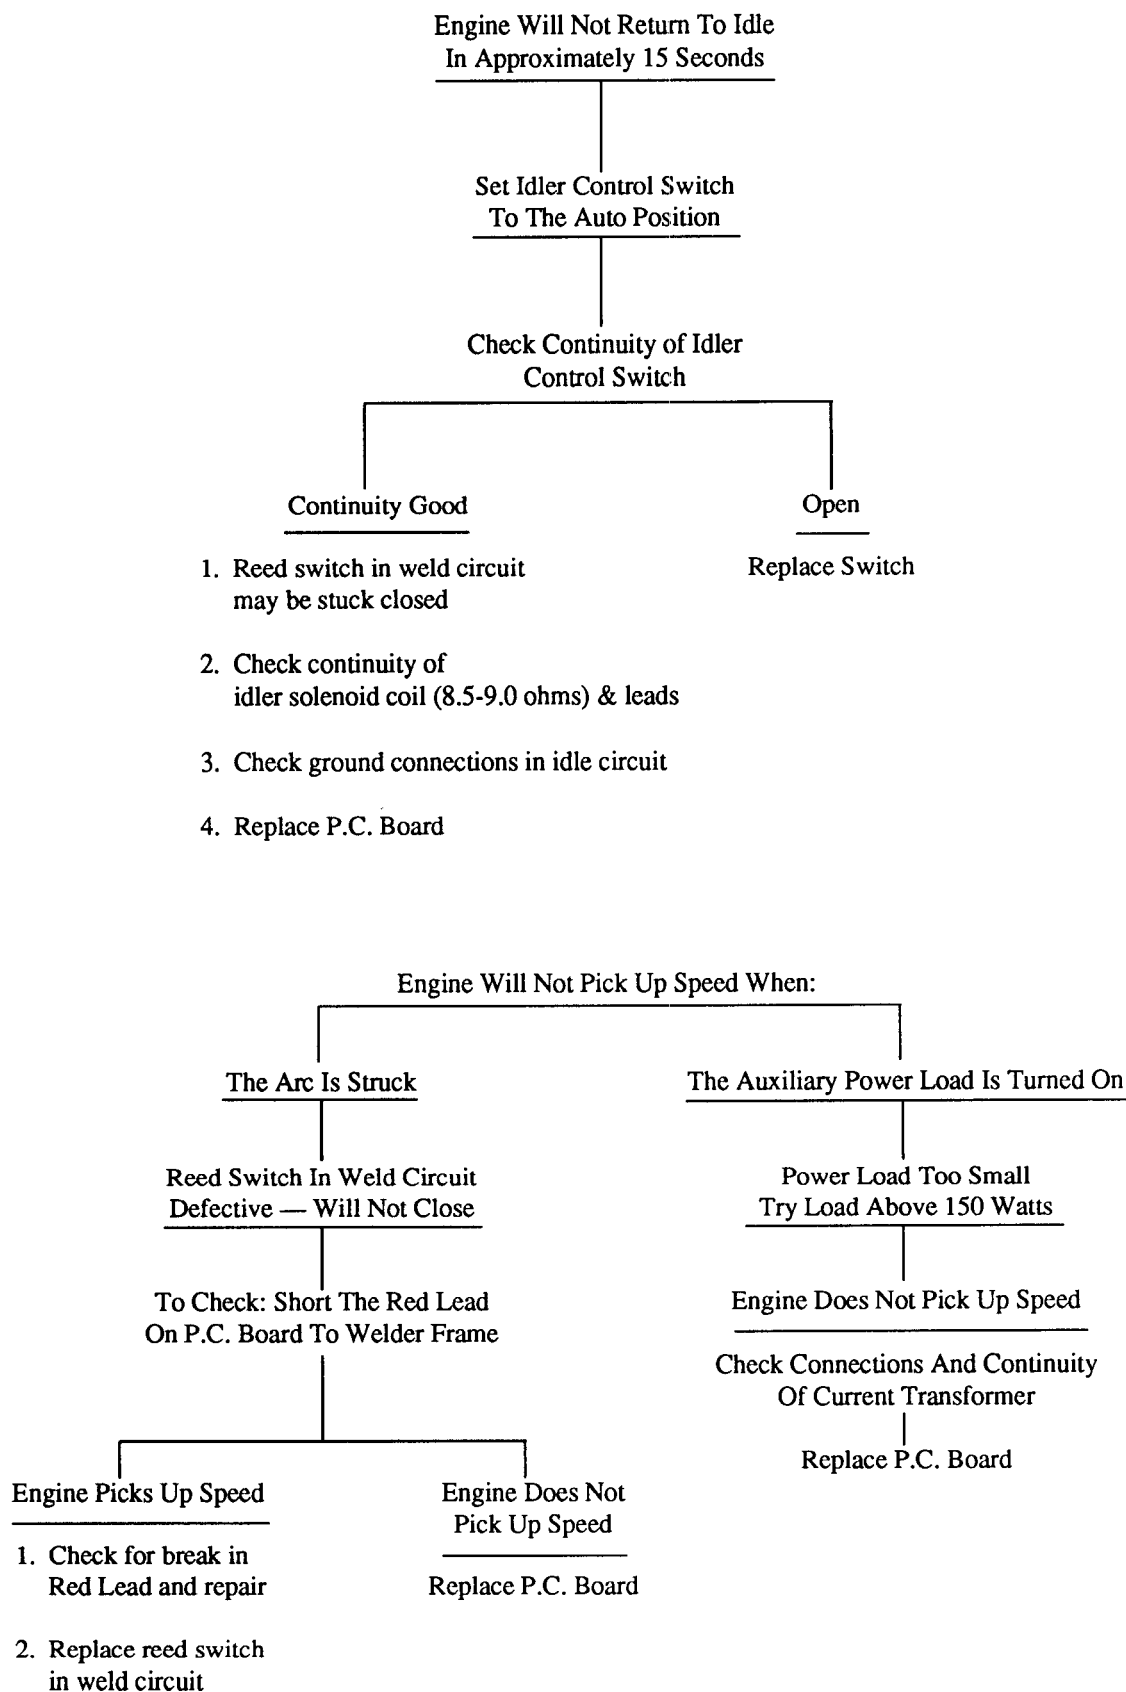 Engine Will Not Return To Idle
In Approximately 15 Seconds
Set Idler Control Switch
To The Auto Position
Check Continuity of Idler
Control Switch
Continuity Good
1. Reed switch in weld circuit
may be stuck closed
2. Check continuity of
idler solenoid coil (8.5-9.0 ohms) & leads
3. Check ground connections in idle circuit
4. Replace P.C. Board
Open
Replace Switch
Engine Will Not Pick Up Speed When:
The Arc Is Struck
Reed Switch In Weld Circuit
Defective — Will Not Close
To Check: Short The Red Lead
On P.C. Board To Welder Frame
Engine Picks Up Speed
1. Check for break in
Red Lead and repair
2. Replace reed switch
in weld circuit
Engine Does Not
Pick Up Speed
Replace P.C. Board
The Auxiliary Power Load Is Turned On
Power Load Too Small
Try Load Above 150 Watts
Engine Does Not Pick Up Speed
Check Connections And Continuity
Of Current Transformer
Replace P.C. Board